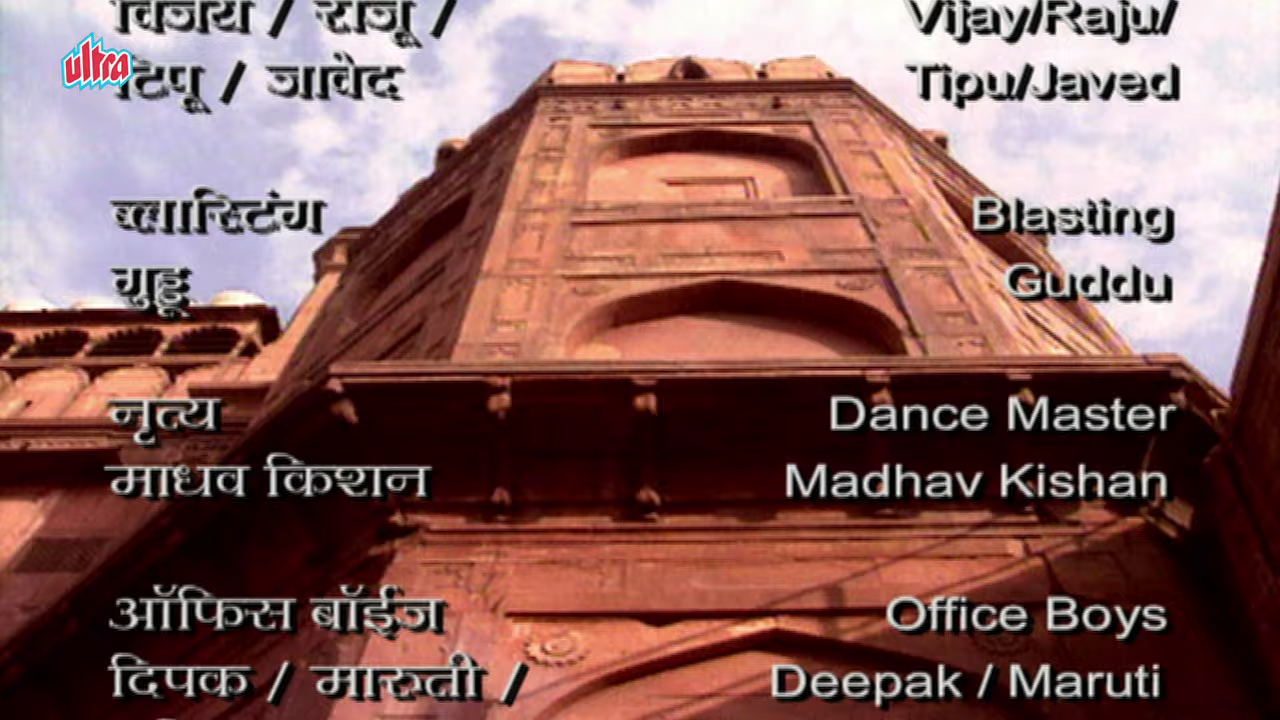 विजय / राजू /
Vijay/Raju/
ultra
टिपू / जावेद
Tipu/Javed
ब्लास्टिंग
Blasting
गुड्डू
Guddu
नृत्य
Dance Master
माधव किशन
Madhav Kishan
ऑफिस बॉईज
Office Boys
दिपक / मारुती /
Deepak / Maruti